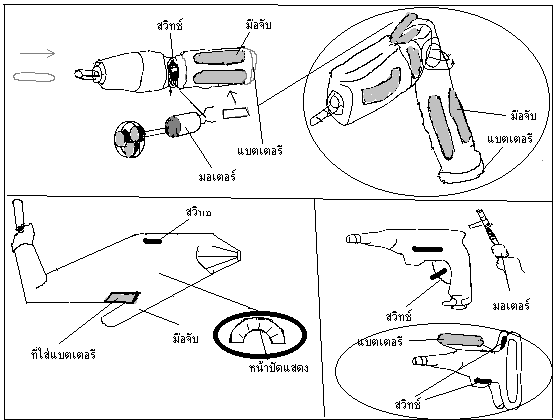 สวิทช์
มือจับ
มอเตอร์
แบตเตอรี่
มือจับ
แบตเตอรี่
มือจับ
ที่ใส่แบตเตอรี่
หน้าปัดแสดง
สวิทช์
มอเตอร์
แบตเตอรี่
สวิทช์